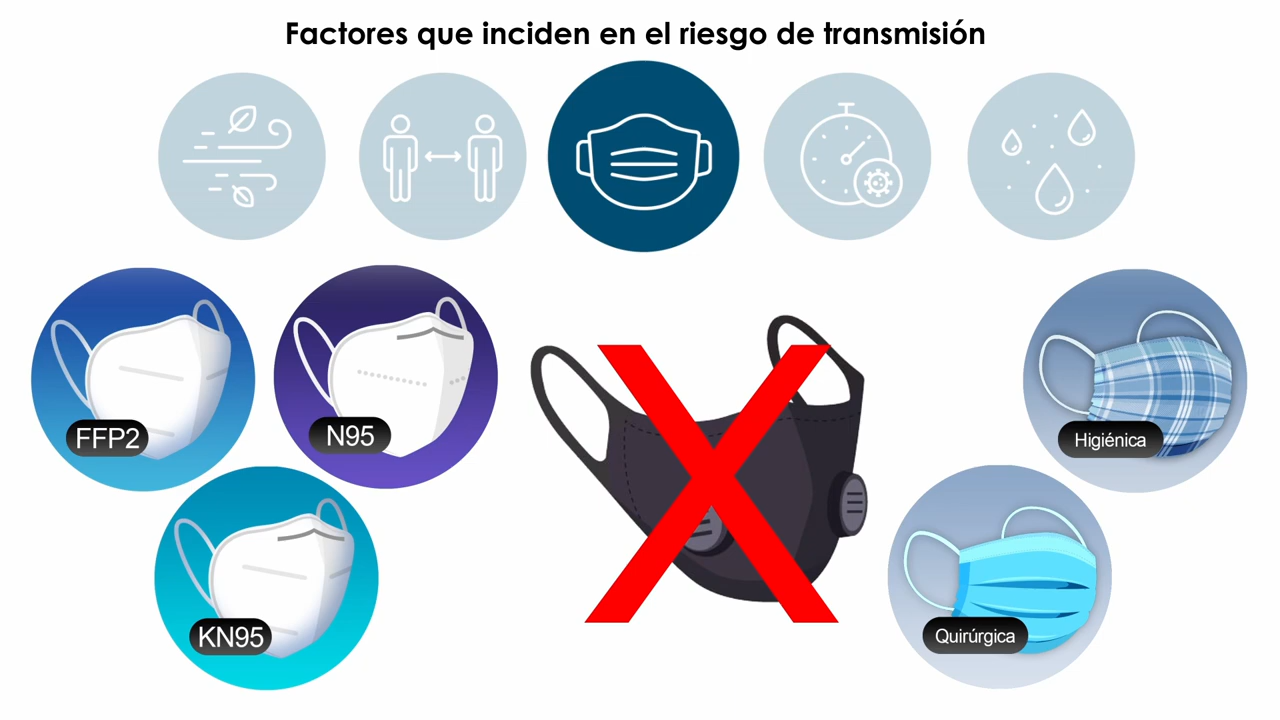 Factores que inciden en el riesgo de transmisión
FFP2
N95
KN95
Higiénica
Quirúrgica